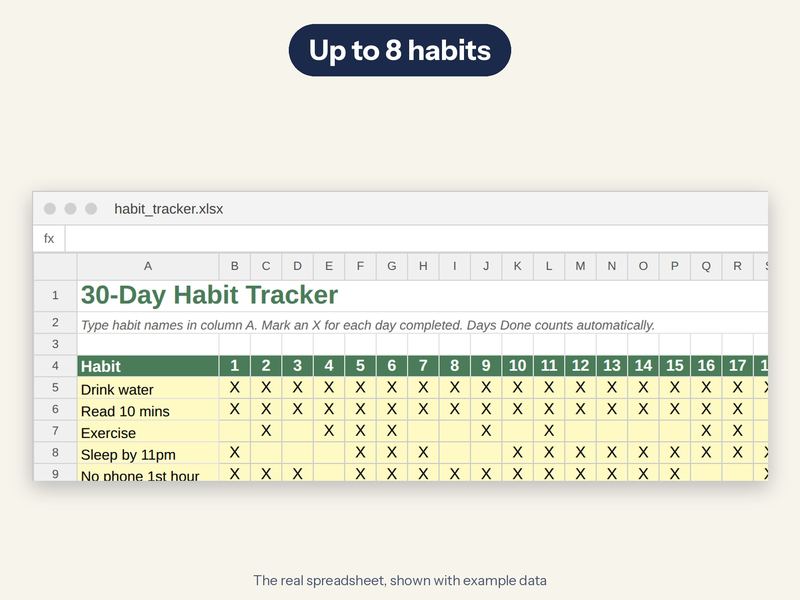 Up to 8 habits
habit_tracker.xlsx
fx
A B C D E F G H I J K L M N O P Q R
1 30-Day Habit Tracker
2 Type habit names in column A. Mark an X for each day completed. Days Done counts automatically.
3
4 Habit 1 2 3 4 5 6 7 8 9 10 11 12 13 14 15 16 17
5 Drink water X X X X X X X X X X X X X X X X X
6 Read 10 mins X X X X X X X X X X X X X X X X X
7 Exercise X X X X X X X X
8 Sleep by 11pm X X X X X X X X X X X X
9 No phone 1st hour X X X X X X X X X X X X X X
The real spreadsheet, shown with example data